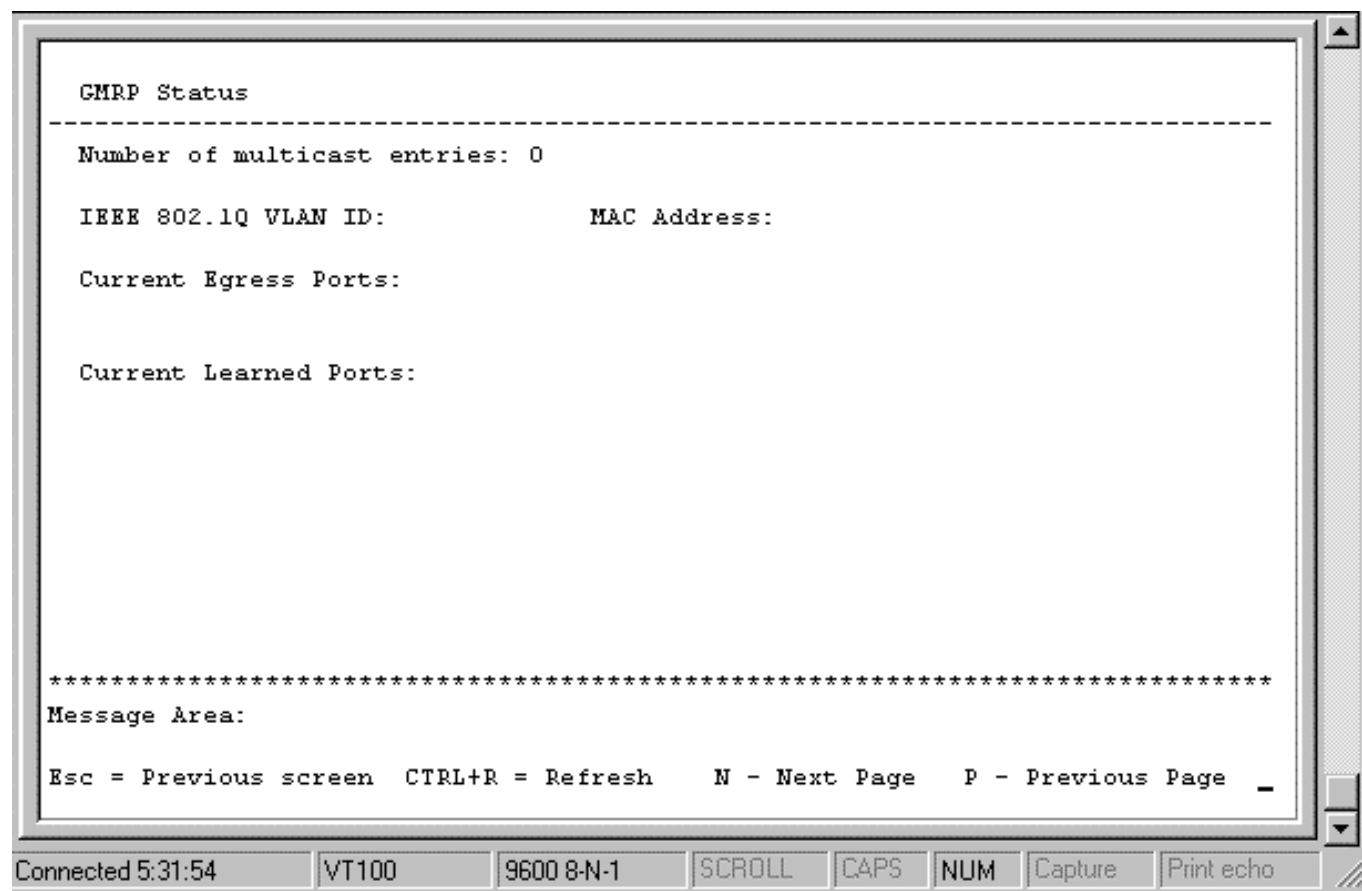 GMRP Status
--------------------------------------------------------------------------------
Number of multicast entries: 0
IEEE 802.1Q VLAN ID: MAC Address:
Current Egress Ports:
Current Learned Ports:
********************************************************************************
Message Area:
Esc = Previous screen CTRL+R = Refresh N - Next Page P - Previous Page _
Connected 5:31:54 VT100 9600 8-N-1 SCROLL CAPS NUM Capture Print echo